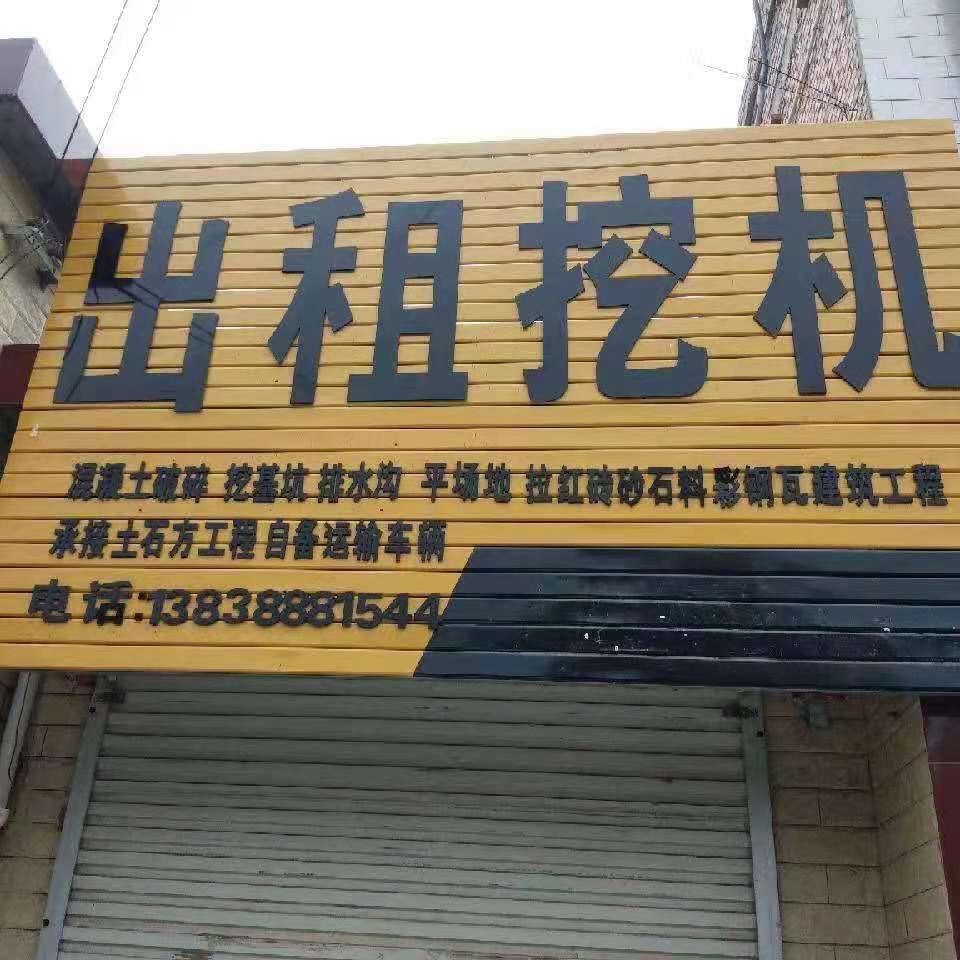 出租挖机
混凝土破碎 挖基坑 排水沟 平场地 拉红砖砂石料彩钢瓦建筑工程
承接土石方工程自备运输车辆
电话:13838881544